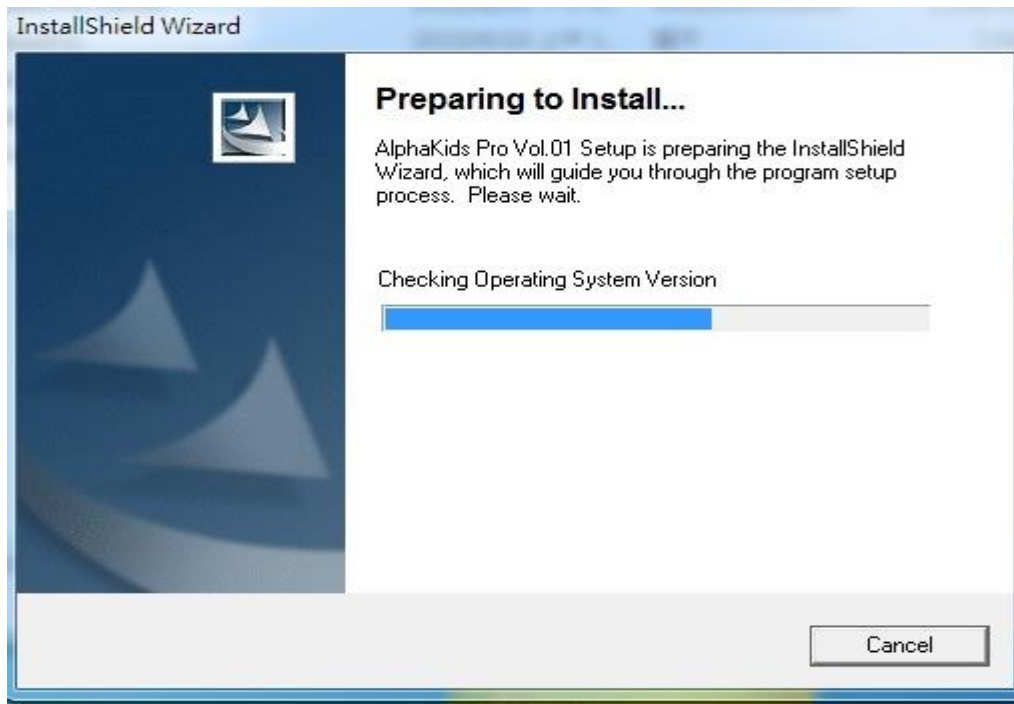 InstallShield Wizard
Preparing to Install...
AlphaKids Pro Vol.01 Setup is preparing the InstallShield
Wizard, which will guide you through the program setup
process. Please wait.
Checking Operating System Version
Cancel